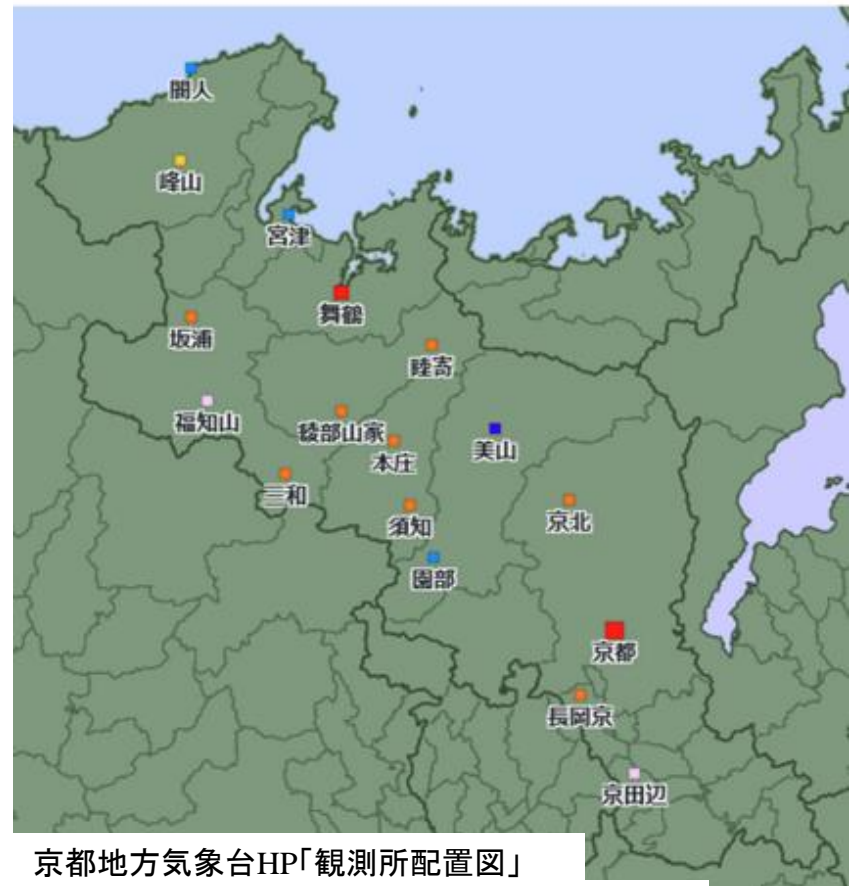 間人
峰山
宮津
舞鶴
坂浦
睦寄
福知山
綾部山家
本庄
美山
三和
須知
京北
園部
京都
長岡京
京田辺
京都地方気象台HP「観測所配置図」